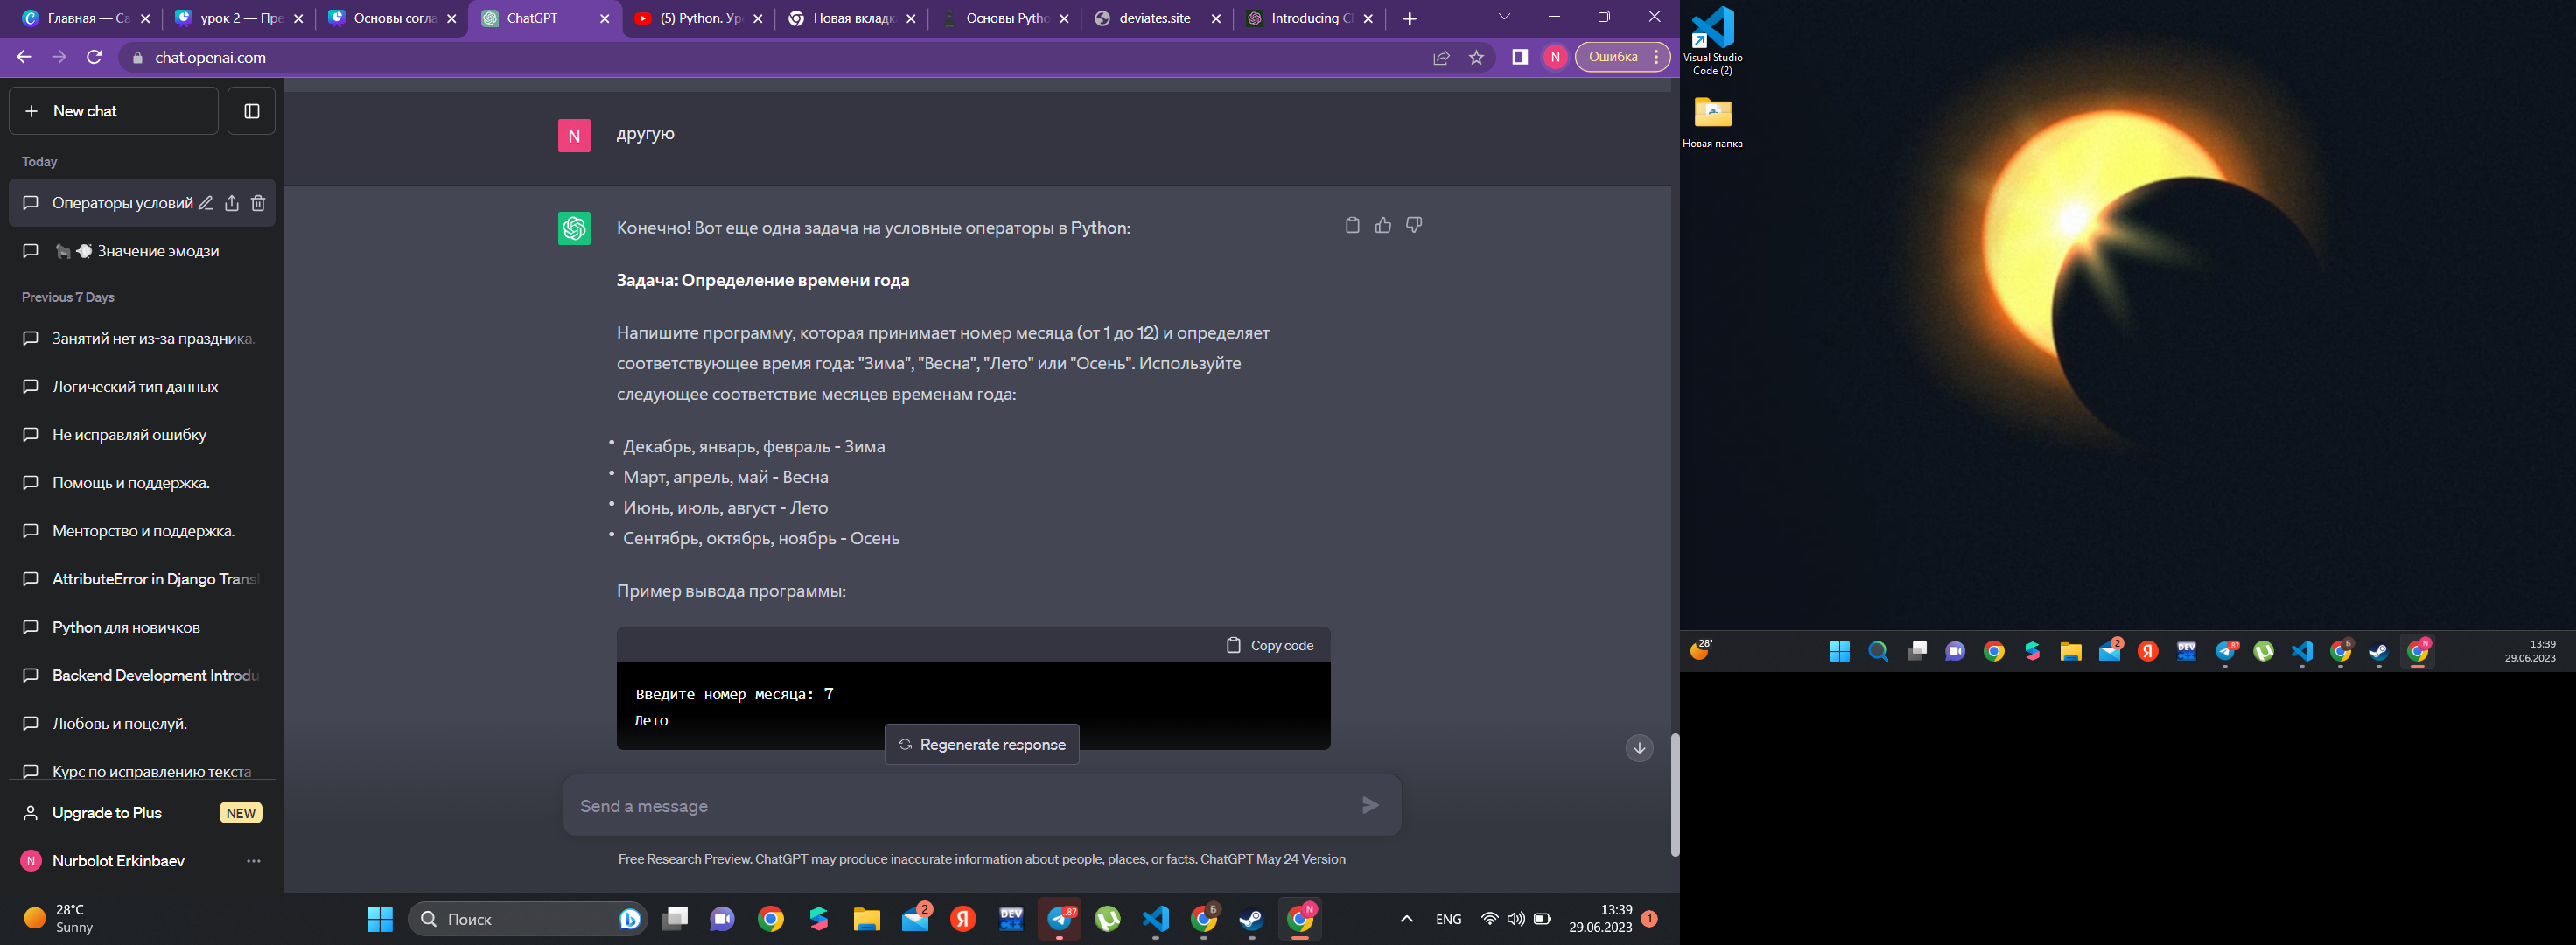 Главная — Ca
урок 2 — Пре
Основы согла
ChatGPT
(5) Python. Ур
Новая вкладк
Основы Pytho
deviates.site
Introducing C
chat.openai.com
N
Ошибка
New chat
Today
Операторы условий
Значение эмодзи
Previous 7 Days
Занятий нет из-за праздника.
Логический тип данных
Не исправляй ошибку
Помощь и поддержка.
Менторство и поддержка.
AttributeError in Django Transl
Python для новичков
Backend Development Introdu
Любовь и поцелуй.
Курс по исправлению текста
Upgrade to Plus
NEW
N
Nurbolot Erkinbaev
N
другую
Конечно! Вот еще одна задача на условные операторы в Python:
Задача: Определение времени года
Напишите программу, которая принимает номер месяца (от 1 до 12) и определяет
соответствующее время года: "Зима", "Весна", "Лето" или "Осень". Используйте
следующее соответствие месяцев временам года:
• Декабрь, январь, февраль - Зима
• Март, апрель, май - Весна
• Июнь, июль, август - Лето
• Сентябрь, октябрь, ноябрь - Осень
Пример вывода программы:
Copy code
Введите номер месяца: 7
Лето
Regenerate response
Send a message
Free Research Preview. ChatGPT may produce inaccurate information about people, places, or facts. ChatGPT May 24 Version
28°C
Sunny
Поиск
2
Я
DEV
C++
87
Б
N
ENG
13:39
29.06.2023
1
Visual Studio
Code (2)
Новая папка
28°
2
Я
DEV
87
Б
N
13:39
29.06.2023